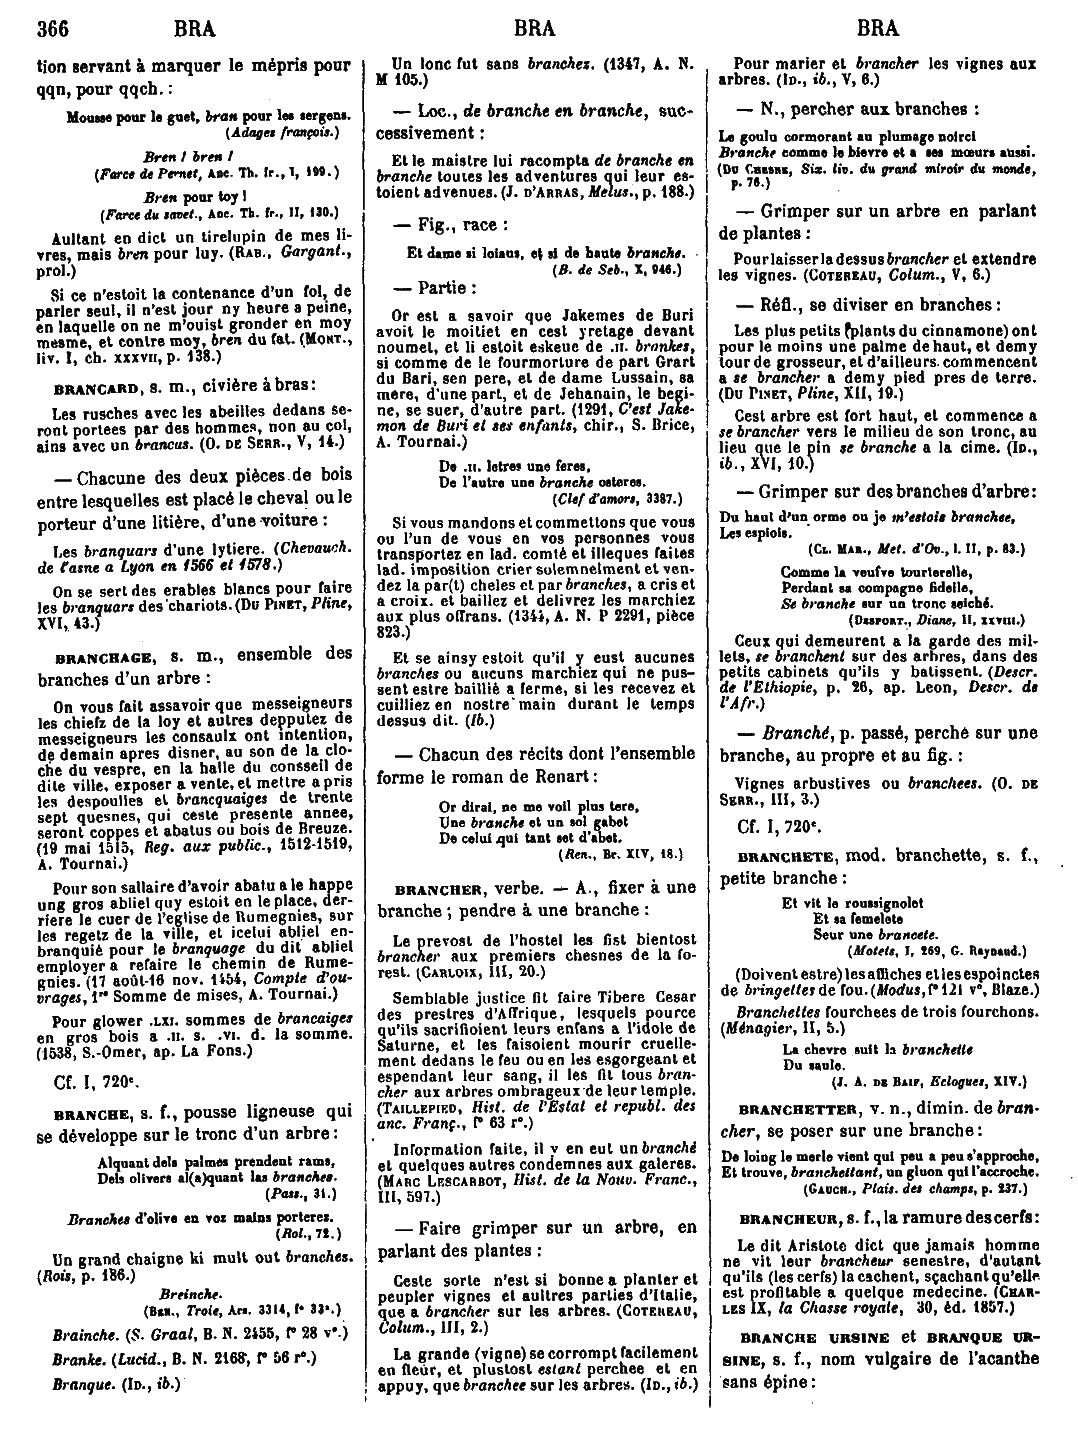 366 BRA BRA BRA
tion servant à marquer le mépris pour
qqn, pour qqch. :
Mousse pour le guet, bran pour les sergens.
(Adages françois.)
Bren ! bren !
(Farce de Pernet, Anc. Th. fr., I, 199.)
Bren pour toy !
(Farce du savet., Anc. Th. fr., II, 130.)
Aultant en dict un tirelupin de mes li-
vres, mais bren pour luy. (RAB., Gargant.,
prol.)
Si ce n'estoit la contenance d'un fol, de
parler seul, il n'est jour ny heure a peine,
en laquelle on ne m'ouist gronder en moy
mesme, et contre moy, bren du fat. (MONT.,
liv. I, ch. XXXVII, p. 138.)
BRANCARD, s. m., civière à bras :
Les rusches avec les abeilles dedans se-
ront portees par des hommes, non au col,
ains avec un brancus. (O. DE SERR., V, 14.)
— Chacune des deux pièces de bois
entre lesquelles est placé le cheval ou le
porteur d'une litière, d'une voiture :
Les branquars d'une lytiere. (Chevauch.
de l'asne a Lyon en 1566 et 1578.)
On se sert des erables blancs pour faire
les branquars des chariots. (DU PINET, Pline,
XVI, 43.)
BRANCHAGE, s. m., ensemble des
branches d'un arbre :
On vous fait assavoir que messeigneurs
les chiefz de la loy et autres depputez de
messeigneurs les consaulx ont intention,
de demain apres disner, au son de la clo-
che du vespre, en la halle du consseil de
dite ville, exposer a vente, et mettre a pris
les despoulles et brancquaiges de trente
sept quesnes, qui ceste presente annee,
seront coppes et abatus ou bois de Breuze.
(19 mai 1515, Reg. aux public., 1512-1519,
A. Tournai.)
Pour son sallaire d'avoir abatu a le happe
ung gros abliel quy estoit en le place, der-
riere le cuer de l'eglise de Rumegnies, sur
les regetz de la ville, et icelui abliel en-
branquié pour le branquage du dit abliel
employer a refaire le chemin de Rume-
gnies. (17 août-16 nov. 1454, Compte d'ou-
vrages, 1re Somme de mises, A. Tournai.)
Pour glower .LXI. sommes de brancaiges
en gros bois a .II. s. .VI. d. la somme.
(1538, S.-Omer, ap. La Fons.)
Cf. I, 720c.
BRANCHE, s. f., pousse ligneuse qui
se développe sur le tronc d'un arbre :
Alquant dels palmes prendent rams,
Dels olivers al(a)quant las branches.
(Pass., 31.)
Branches d'olive en voz mains porterez.
(Rol., 72.)
Un grand chaigne ki mult out branches.
(Rois, p. 186.)
Breinche.
(BEN., Troie, Ars. 3314, f° 33c.)
Brainche. (S. Graal, B. N. 2455, f° 28 v°.)
Branke. (Lucid., B. N. 2168, f° 56 r°.)
Branque. (ID., ib.)
Un lonc fut sans branchez. (1347, A. N.
M 105.)
— Loc., de branche en branche, suc-
cessivement :
Et le maistre lui racompta de branche en
branche toutes les adventures qui leur es-
toient advenues. (J. D'ARRAS, Melus., p. 188.)
— Fig., race :
Et dame si loiaus, et si de haute branche.
(B. de Seb., X, 946.)
— Partie :
Or est a savoir que Jakemes de Buri
avoit le moitiet en cest yretage devant
noumet, et li estoit eskeue de .II. brankes,
si comme de le fourmorture de part Grart
du Bari, sen pere, et de dame Lussain, sa
mere, d'une part, et de Jehanain, le begi-
ne, se suer, d'autre part. (1291, C'est Jake-
mon de Buri et ses enfants, chir., S. Brice,
A. Tournai.)
De .II. letres une feres,
De l'autre une branche osteres.
(Clef d'amors, 3387.)
Si vous mandons et commettons que vous
ou l'un de vous en vos personnes vous
transportez en lad. comté et illeques faites
lad. imposition crier solemnelment et ven-
dez la par(t) cheles et par branches, a cris et
a croix. et baillez et delivrez les marchiez
aux plus offrans. (1344, A. N. P 2291, pièce
823.)
Et se ainsy estoit qu'il y eust aucunes
branches ou aucuns marchiez qui ne pus-
sent estre baillié a ferme, si les recevez et
cuilliez en nostre main durant le temps
dessus dit. (Ib.)
— Chacun des récits dont l'ensemble
forme le roman de Renart :
Or dirai, ne me voil plus tere,
Une branche et un sol gabet
De celui qui tant set d'abet.
(Ren., Br. XIV, 18.)
BRANCHER, verbe. — A., fixer à une
branche ; pendre à une branche :
Le prevost de l'hostel les fist bientost
brancher aux premiers chesnes de la fo-
rest. (CARLOIX, III, 20.)
Semblable justice fit faire Tibere Cesar
des prestres d'Affrique, lesquels pource
qu'ils sacrifioient leurs enfans a l'idole de
Saturne, et les faisoient mourir cruelle-
ment dedans le feu ou en les esgorgeant et
espendant leur sang, il les fit tous bran-
cher aux arbres ombrageux de leur temple.
(TAILLEPIED, Hist. de l'Estat et republ. des
anc. Franç., f° 63 r°.)
Information faite, il y en eut un branché
et quelques autres condemnes aux galeres.
(MARC LESCARBOT, Hist. de la Nouv. Franc.,
III, 597.)
— Faire grimper sur un arbre, en
parlant des plantes :
Ceste sorte n'est si bonne a planter et
peupler vignes et aultres parties d'Italie,
que a brancher sur les arbres. (COTEREAU,
Colum., III, 2.)
La grande (vigne) se corrompt facilement
en fleur, et plustost estant perchee et en
appuy, que branchee sur les arbres. (ID., ib.)
Pour marier et brancher les vignes aux
arbres. (ID., ib., V, 6.)
— N., percher aux branches :
Le goulu cormorant au plumage noirci
Branche comme le bievre et a ses mœurs aussi.
(DU CHESNE, Six. liv. du grand miroir du monde,
p. 76.)
— Grimper sur un arbre en parlant
de plantes :
Pour laisser la dessus brancher et extendre
les vignes. (COTEREAU, Colum., V, 6.)
— Réfl., se diviser en branches :
Les plus petits (plants du cinnamone) ont
pour le moins une palme de haut, et demy
tour de grosseur, et d'ailleurs commencent
a se brancher a demy pied pres de terre.
(DU PINET, Pline, XII, 19.)
Cest arbre est fort haut, et commence a
se brancher vers le milieu de son tronc, au
lieu que le pin se branche a la cime. (ID.,
ib., XVI, 10.)
— Grimper sur des branches d'arbre :
Du haut d'un orme ou je m'estois branchee,
Les espiois.
(CL. MAR., Met. d'Ov., l. II, p. 83.)
Comme la veufve tourterelle,
Perdant sa compagne fidelle,
Se branche sur un tronc seiché.
(DESPORT., Diane, II, XXVIII.)
Ceux qui demeurent a la garde des mil-
lets, se branchent sur des arbres, dans des
petits cabinets qu'ils y batissent. (Descr.
de l'Ethiopie, p. 26, ap. Leon, Descr. de
l'Afr.)
— Branché, p. passé, perché sur une
branche, au propre et au fig. :
Vignes arbustives ou branchees. (O. DE
SERR., III, 3.)
Cf. I, 720c.
BRANCHETE, mod. branchette, s. f.,
petite branche :
Et vit le roussignolet
Et sa femelete
Seur une brancete.
(Motets, I, 269, G. Raynaud.)
(Doivent estre) les affiches et les espoinctes
de bringettes de fou. (Modus, f° 121 v°, Blaze.)
Branchettes fourchees de trois fourchons.
(Ménagier, II, 5.)
La chevre suit la branchette
Du saule.
(J. A. DE BAIF, Eclogues, XIV.)
BRANCHETTER, v. n., dimin. de bran-
cher, se poser sur une branche :
De loing le merle vient qui peu a peu s'approche,
Et trouve, branchettant, un gluon qui l'accroche.
(GAUCH., Plais. des champs, p. 237.)
BRANCHEUR, s. f., la ramure des cerfs :
Le dit Aristote dict que jamais homme
ne vit leur brancheur senestre, d'autant
qu'ils (les cerfs) la cachent, sçachant qu'elle
est profitable a quelque medecine. (CHAR-
LES IX, la Chasse royale, 30, éd. 1857.)
BRANCHE URSINE et BRANQUE UR-
SINE, s. f., nom vulgaire de l'acanthe
sans épine :